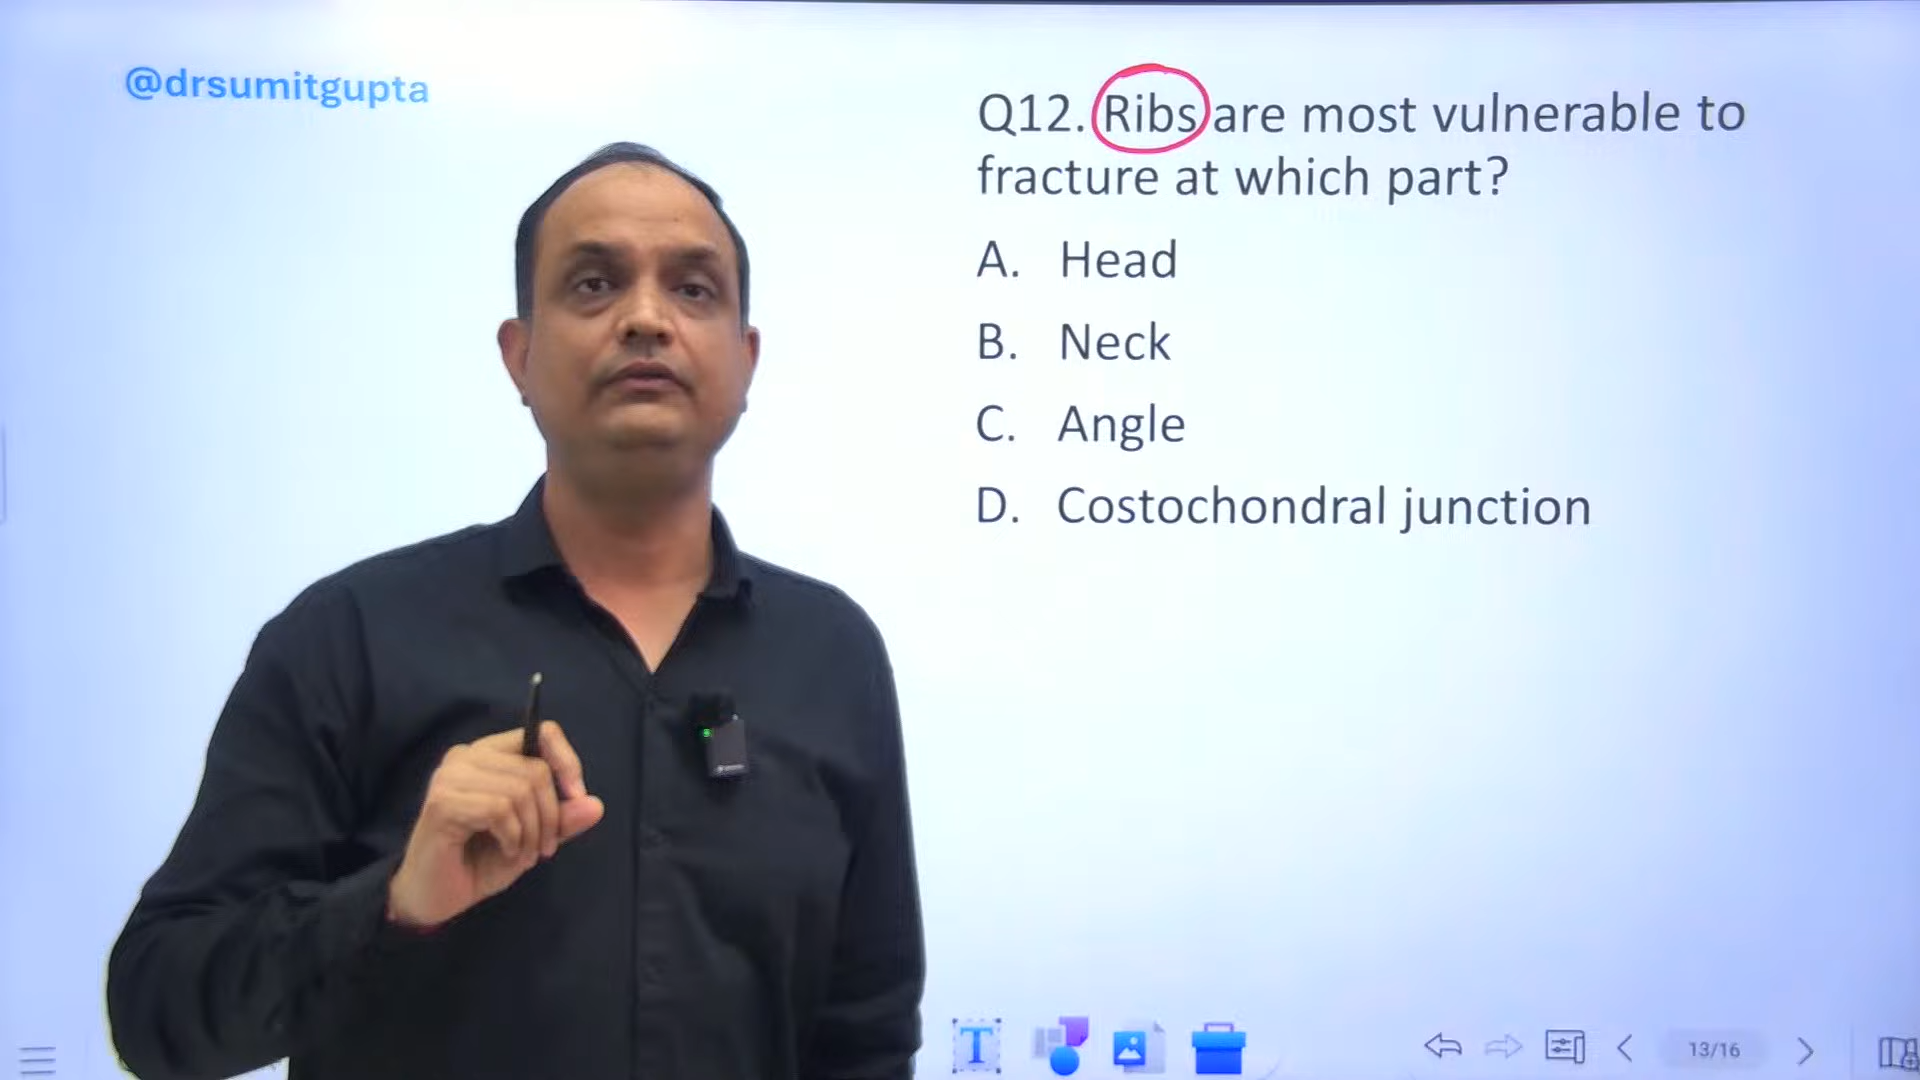 @drsumitgupta
Q12. Ribs are most vulnerable to
fracture at which part?
A. Head
B. Neck
C. Angle
D. Costochondral junction
T
13/16